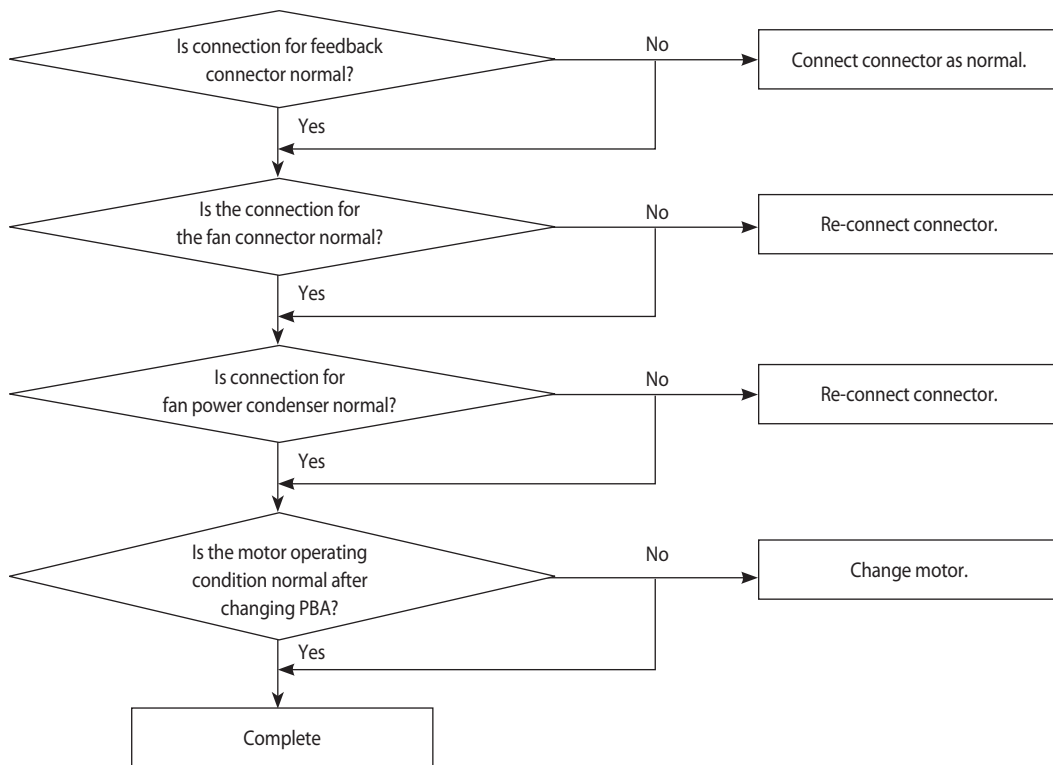 Is connection for feedback
connector normal?
No
Connect connector as normal.
Yes
Is the connection for
the fan connector normal?
No
Re-connect connector.
Yes
Is connection for
fan power condenser normal?
No
Re-connect connector.
Yes
Is the motor operating
condition normal after
changing PBA?
No
Change motor.
Yes
Complete